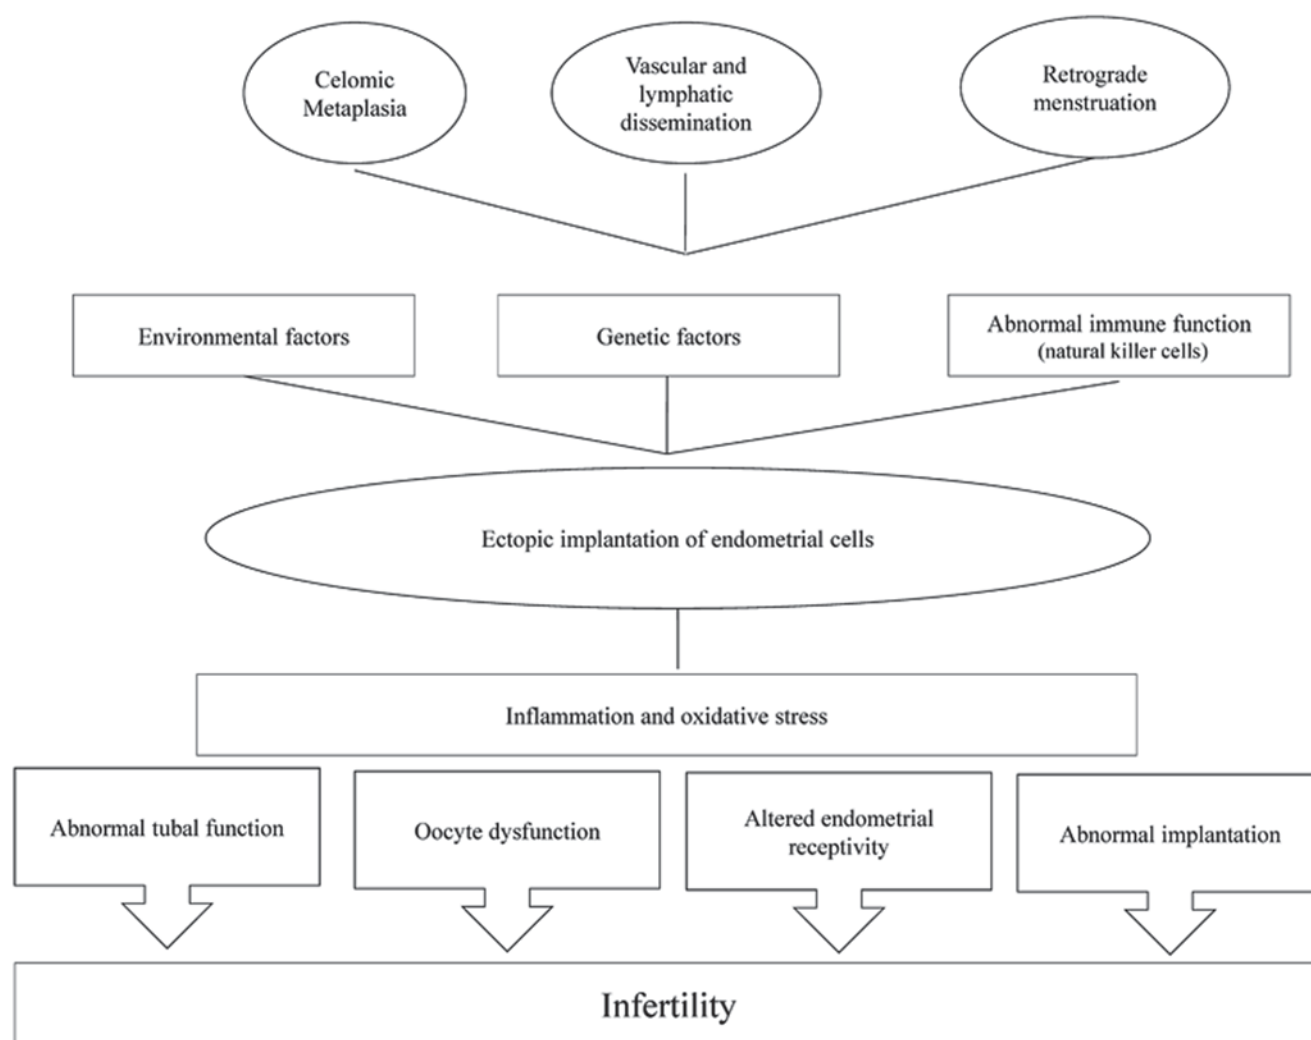 Celomic
Metaplasia
Vascular and
lymphatic
dissemination
Retrograde
menstruation
Environmental factors
Genetic factors
Abnormal immune function
(natural killer cells)
Ectopic implantation of endometrial cells
Inflammation and oxidative stress
Abnormal tubal function
Oocyte dysfunction
Altered endometrial
receptivity
Abnormal implantation
Infertility